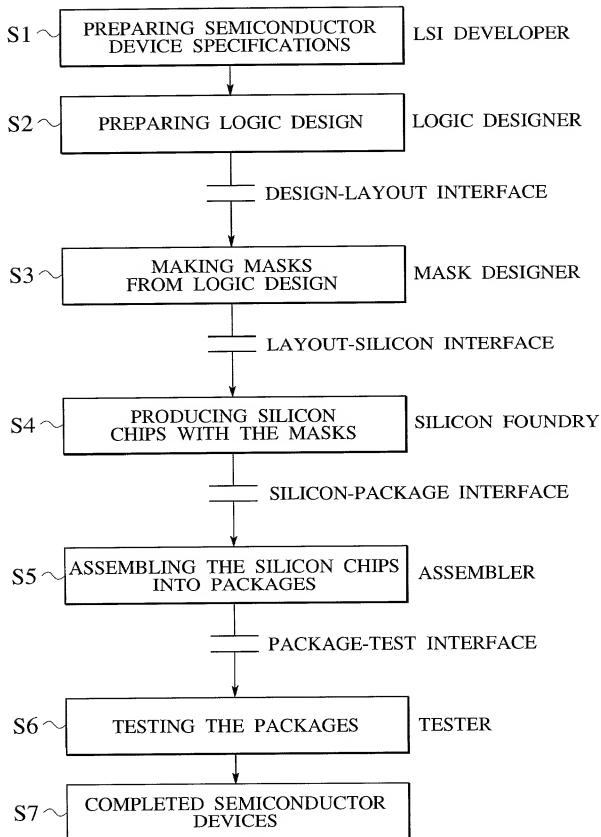 S1 PREPARING SEMICONDUCTOR DEVICE SPECIFICATIONS LSI DEVELOPER
S2 PREPARING LOGIC DESIGN LOGIC DESIGNER
DESIGN-LAYOUT INTERFACE
S3 MAKING MASKS FROM LOGIC DESIGN MASK DESIGNER
LAYOUT-SILICON INTERFACE
S4 PRODUCING SILICON CHIPS WITH THE MASKS SILICON FOUNDRY
SILICON-PACKAGE INTERFACE
S5 ASSEMBLING THE SILICON CHIPS INTO PACKAGES ASSEMBLER
PACKAGE-TEST INTERFACE
S6 TESTING THE PACKAGES TESTER
S7 COMPLETED SEMICONDUCTOR DEVICES